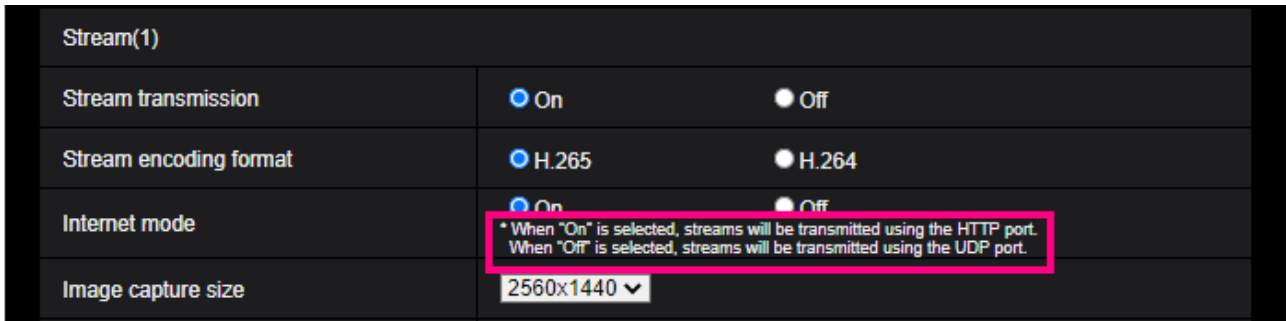 Stream(1)
Stream transmission On Off
Stream encoding format H.265 H.264
Internet mode On Off
* When "On" is selected, streams will be transmitted using the HTTP port.
When "Off" is selected, streams will be transmitted using the UDP port.
Image capture size 2560x1440